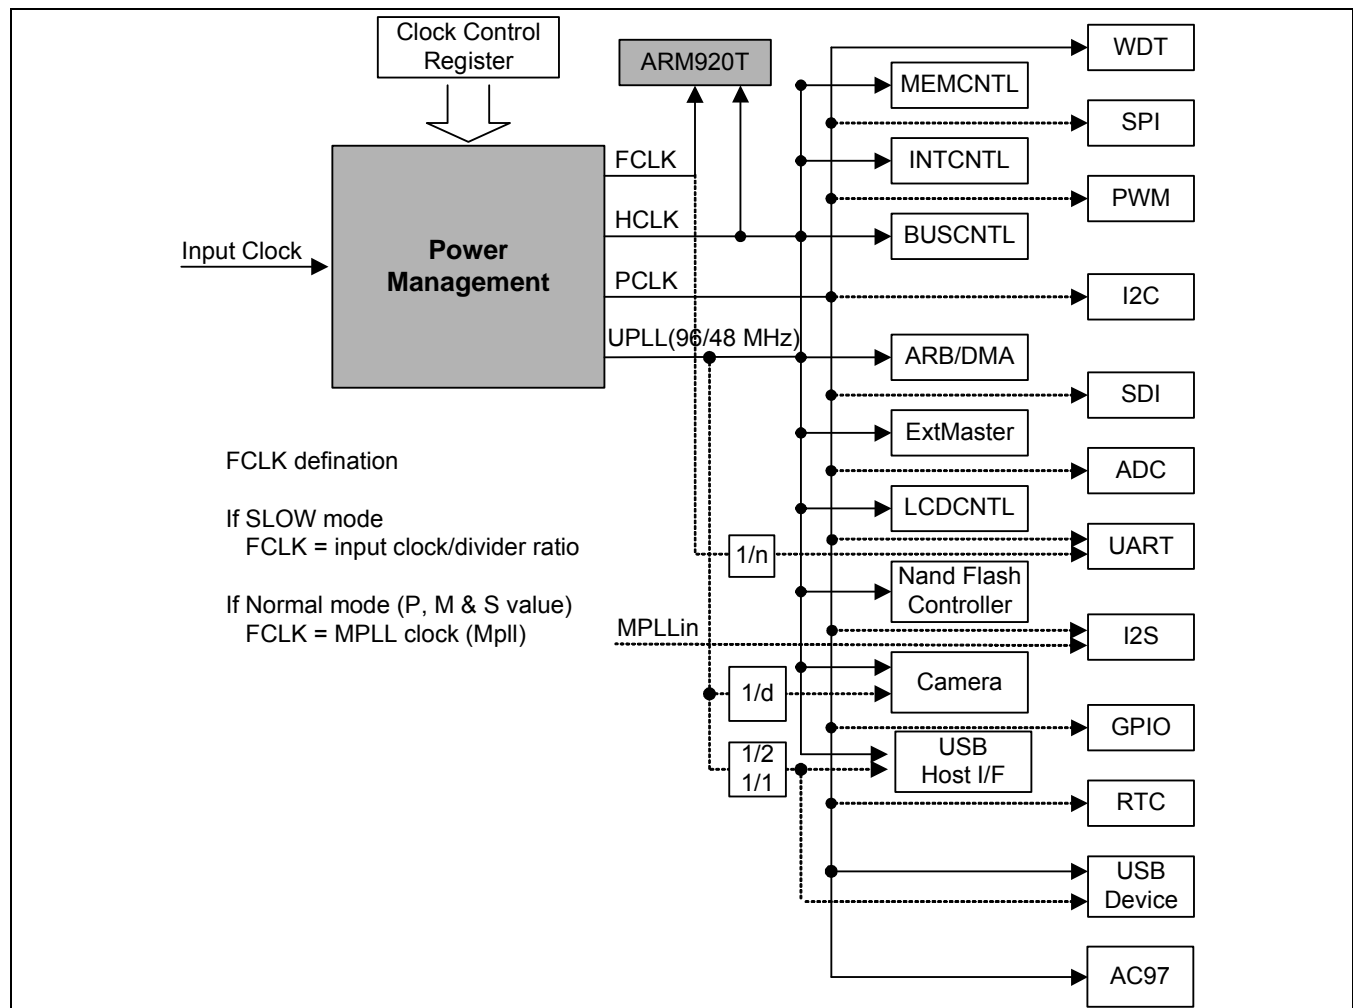 Clock Control
Register
ARM920T
WDT
MEMCNTL
SPI
FCLK
INTCNTL
PWM
HCLK
BUSCNTL
Input Clock
Power
Management
PCLK
I2C
UPLL(96/48 MHz)
ARB/DMA
SDI
ExtMaster
FCLK defination
ADC
LCDCNTL
If SLOW mode
FCLK = input clock/divider ratio
1/n
UART
Nand Flash
Controller
If Normal mode (P, M & S value)
FCLK = MPLL clock (Mpll)
MPLLin
I2S
1/d
Camera
GPIO
1/2
1/1
USB
Host I/F
RTC
USB
Device
AC97